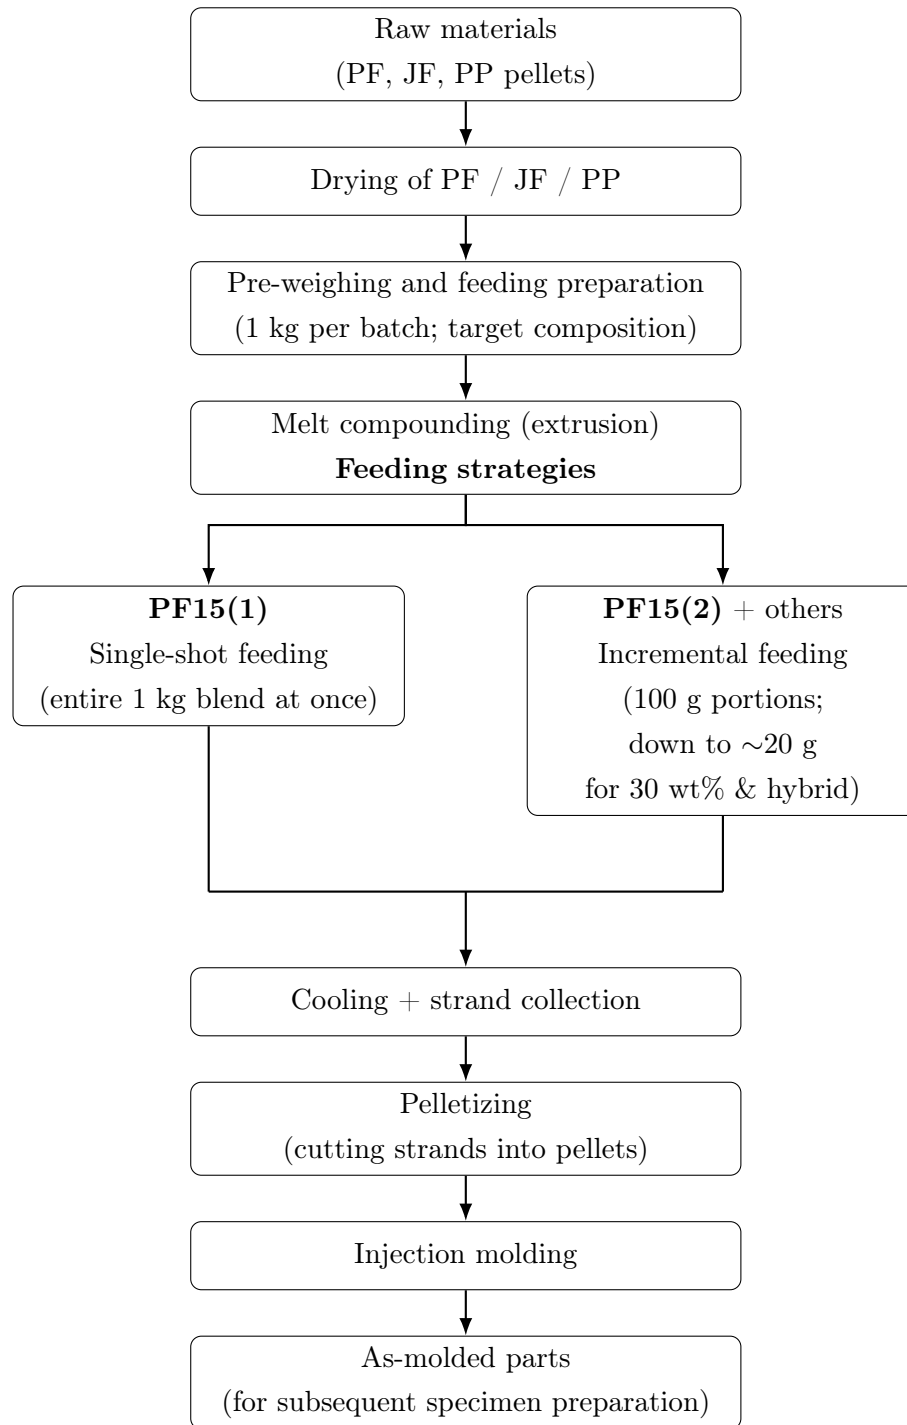 Raw materials
(PF, JF, PP pellets)
Drying of PF / JF / PP
Pre-weighing and feeding preparation
(1 kg per batch; target composition)
Melt compounding (extrusion)
Feeding strategies
PF15(1)
Single-shot feeding
(entire 1 kg blend at once)
PF15(2) + others
Incremental feeding
(100 g portions;
down to ∼20 g
for 30 wt% & hybrid)
Cooling + strand collection
Pelletizing
(cutting strands into pellets)
Injection molding
As-molded parts
(for subsequent specimen preparation)